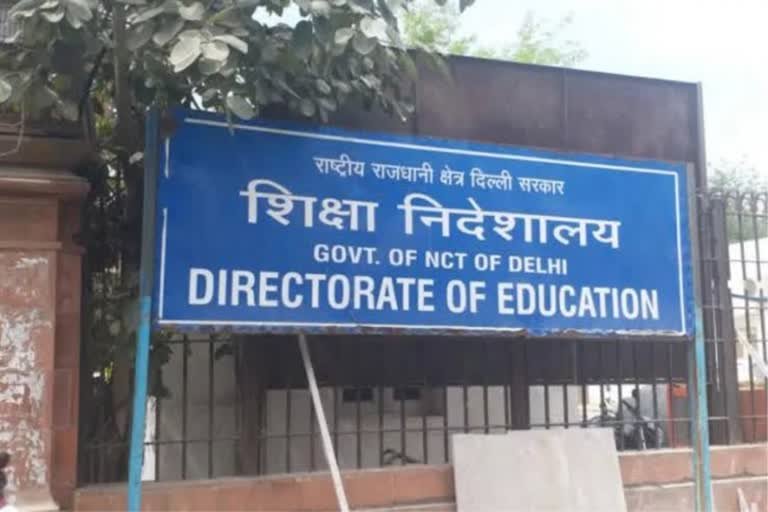 राष्ट्रीय राजधानी क्षेत्र दिल्ली सरकार
शिक्षा निदेशालय
GOVT. OF NCT OF DELHI
DIRECTORATE OF EDUCATION